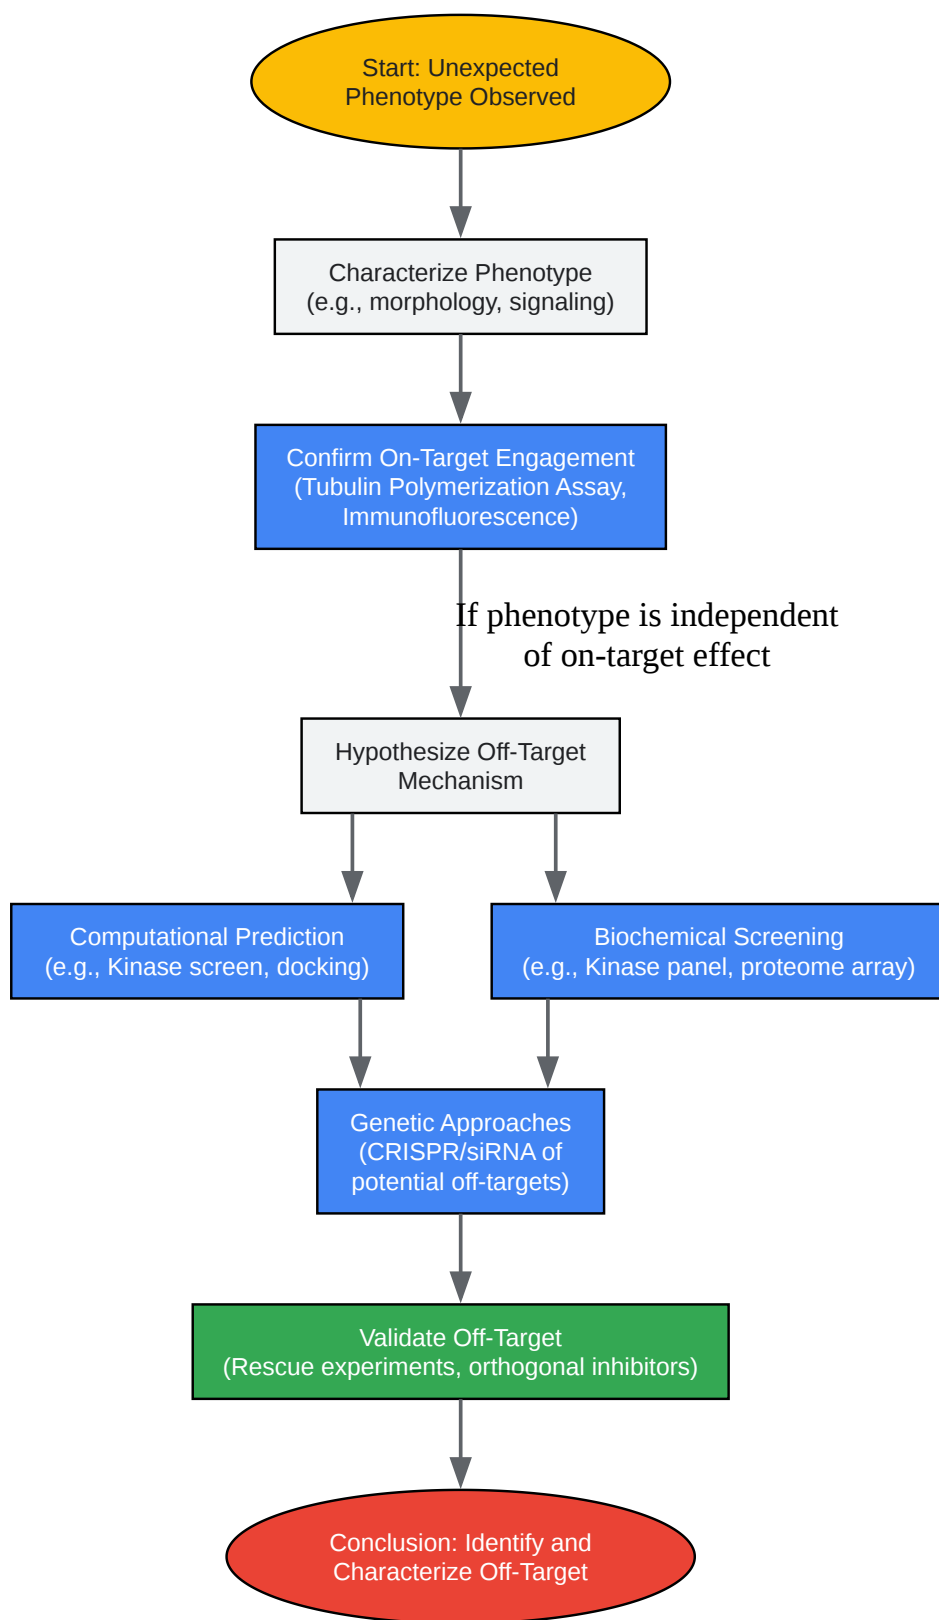 Start: Unexpected
Phenotype Observed
Characterize Phenotype
(e.g., morphology, signaling)
Confirm On-Target Engagement
(Tubulin Polymerization Assay,
Immunofluorescence)
If phenotype is independent
of on-target effect
Hypothesize Off-Target
Mechanism
Computational Prediction
(e.g., Kinase screen, docking)
Biochemical Screening
(e.g., Kinase panel, proteome array)
Genetic Approaches
(CRISPR/siRNA of
potential off-targets)
Validate Off-Target
(Rescue experiments, orthogonal inhibitors)
Conclusion: Identify and
Characterize Off-Target